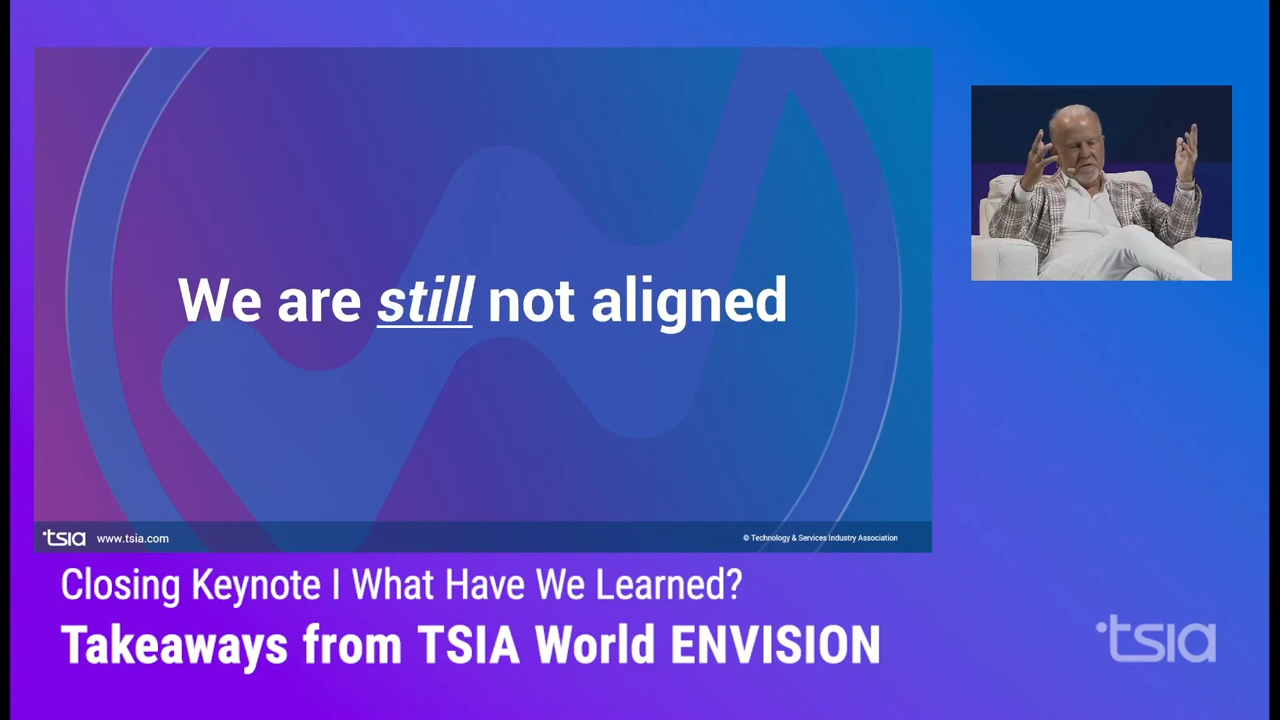 We are still not aligned
tsia www.tsia.com
© Technology & Services Industry Association
Closing Keynote I What Have We Learned?
Takeaways from TSIA World ENVISION
tsia